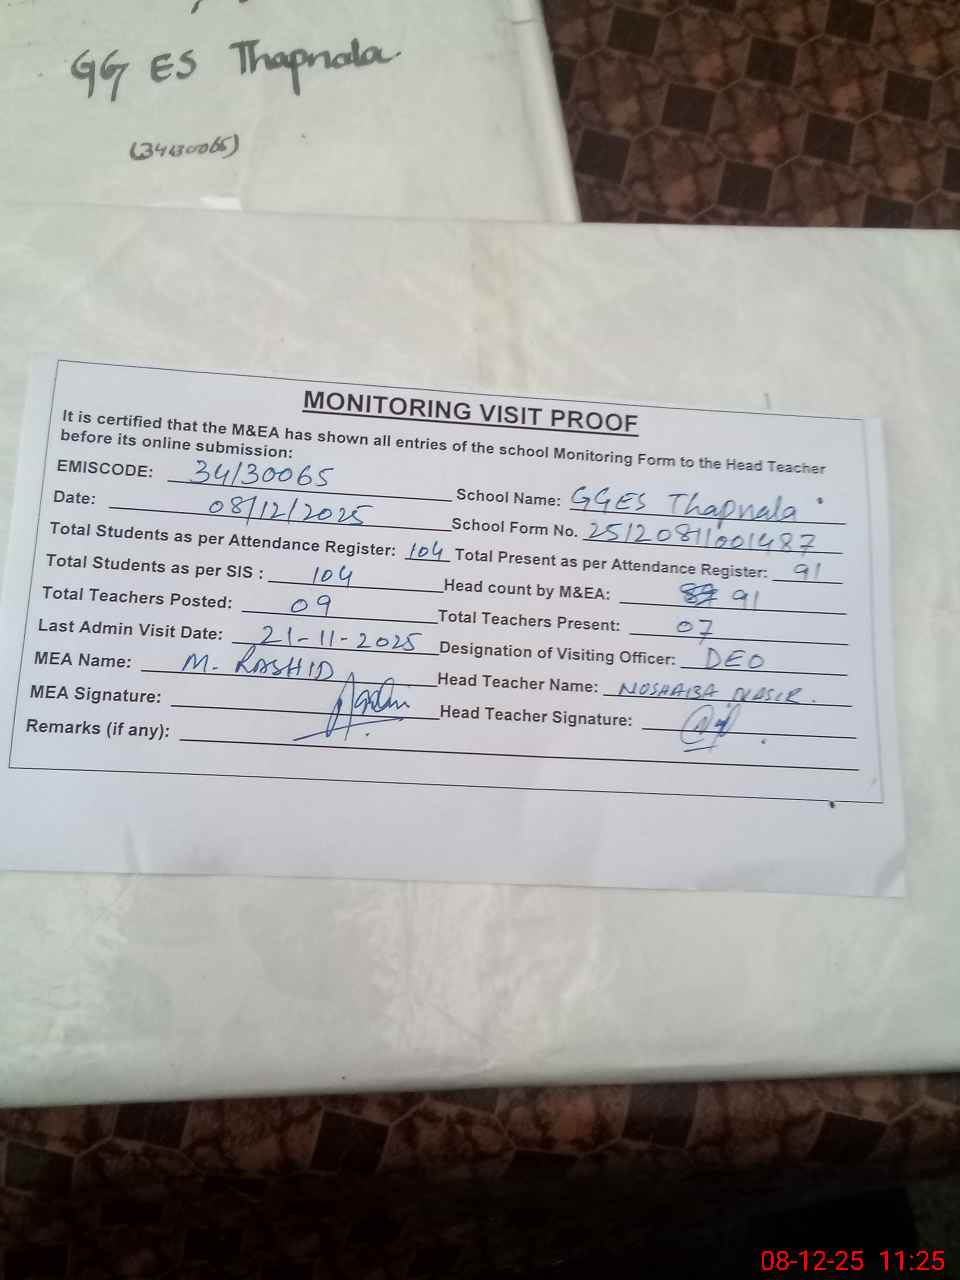 GG ES Thapnala
(34130065)
MONITORING VISIT PROOF
It is certified that the M&EA has shown all entries of the school Monitoring Form to the Head Teacher
before its online submission:
EMISCODE: 34130065 School Name: GGES Thapnala
Date: 08/12/2025 School Form No. 25120811001487
Total Students as per Attendance Register: 104 Total Present as per Attendance Register: 91
Total Students as per SIS : 104 Head count by M&EA: 91
Total Teachers Posted: 09 Total Teachers Present: 07
Last Admin Visit Date: 21-11-2025 Designation of Visiting Officer: DEO
MEA Name: M. RASHID Head Teacher Name: NOSHAIBA NASIR.
MEA Signature: Head Teacher Signature:
Remarks (if any):
08-12-25 11:25